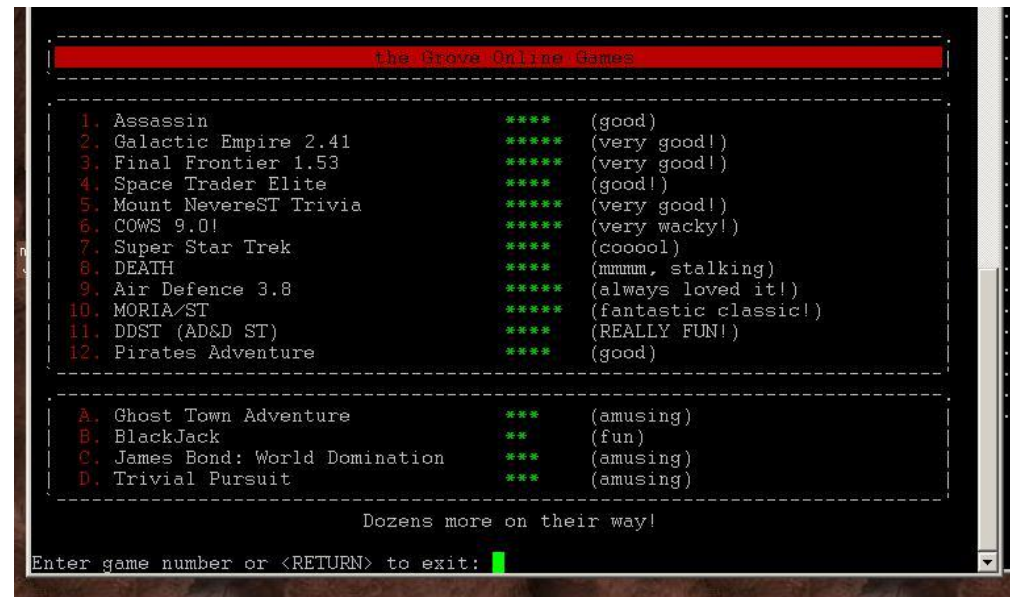 the Grove Online Games
1. Assassin **** (good)
2. Galactic Empire 2.41 ***** (very good!)
3. Final Frontier 1.53 ***** (very good!)
4. Space Trader Elite **** (good!)
5. Mount NevereST Trivia ***** (very good!)
6. COWS 9.0! ***** (very wacky!)
7. Super Star Trek **** (cooool)
8. DEATH **** (mmmm, stalking)
9. Air Defence 3.8 ***** (always loved it!)
10. MORIA/ST ***** (fantastic classic!)
11. DDST (AD&D ST) **** (REALLY FUN!)
12. Pirates Adventure **** (good)
A. Ghost Town Adventure *** (amusing)
B. BlackJack ** (fun)
C. James Bond: World Domination *** (amusing)
D. Trivial Pursuit *** (amusing)
Dozens more on their way!
Enter game number or <RETURN> to exit: